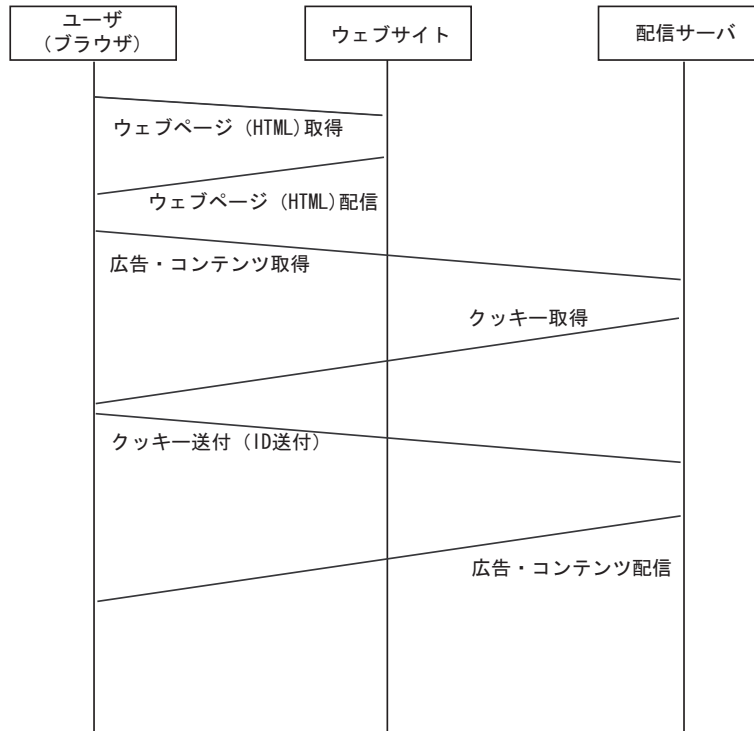 ユーザ
(ブラウザ)
ウェブサイト
配信サーバ
ウェブページ (HTML)取得
ウェブページ (HTML)配信
広告・コンテンツ取得
クッキー取得
クッキー送付 (ID送付)
広告・コンテンツ配信